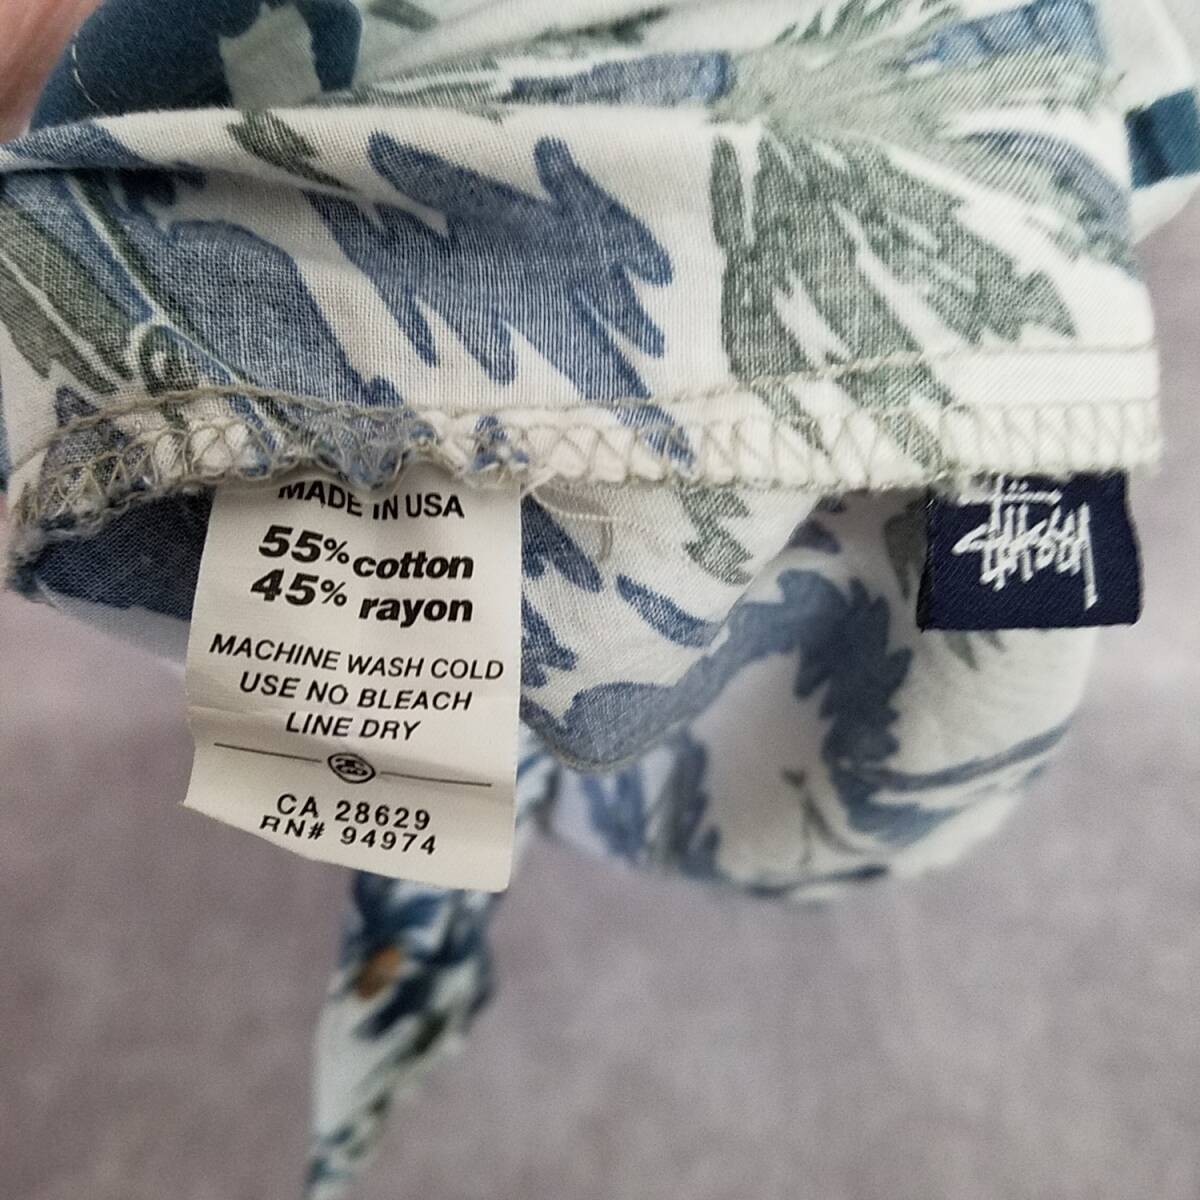 MADE IN USA
55% cotton
45% rayon
MACHINE WASH COLD
USE NO BLEACH
LINE DRY
CA 28629
RN# 94974